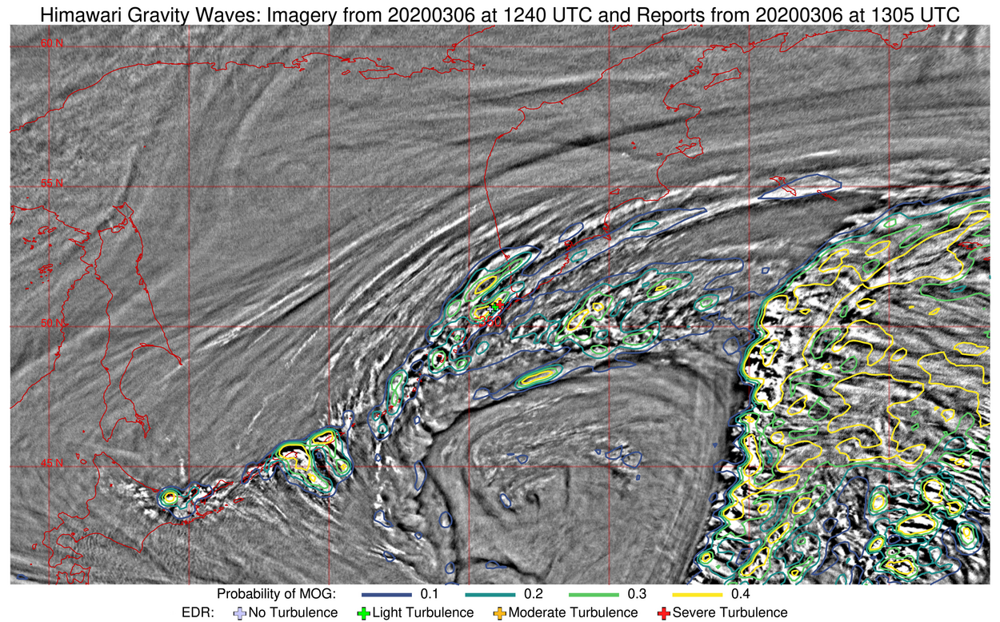 Himawari Gravity Waves: Imagery from 20200306 at 1240 UTC and Reports from 20200306 at 1305 UTC
60 N
55 N
50 N
45 N
Probability of MOG: 0.1 0.2 0.3 0.4
EDR: No Turbulence Light Turbulence Moderate Turbulence Severe Turbulence